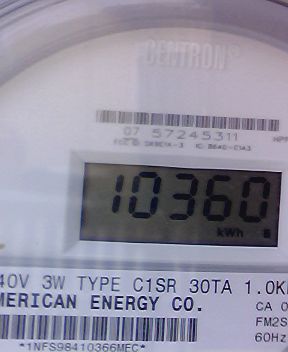 CENTRON®
07 57245311
10360
kWh
40V 3W TYPE C1SR 30TA 1.0K
MERICAN ENERGY CO.
CA 0
FM2S
60Hz
*1NFS98410366MEC*